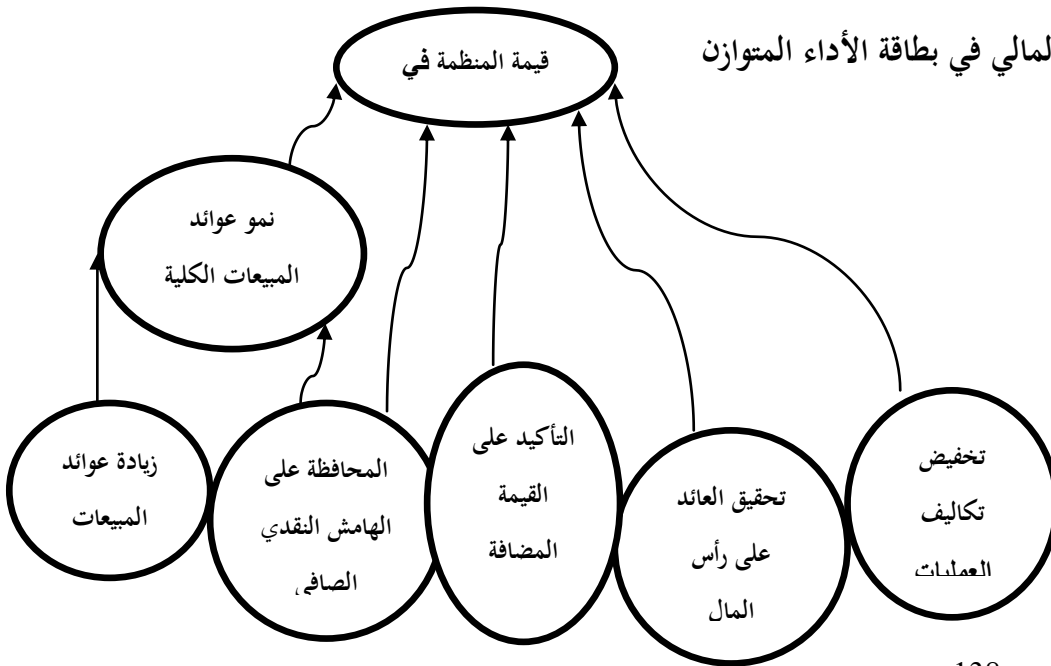 لمالي في بطاقة الأداء المتوازن
قيمة المنظمة في
نمو عوائد
المبيعات الكلية
زيادة عوائد
المبيعات
المحافظة على
الهامش النقدي
الصافي
التأكيد على
القيمة
المضافة
تحقيق العائد
على رأس
المال
تخفيض
تكاليف
العمليات